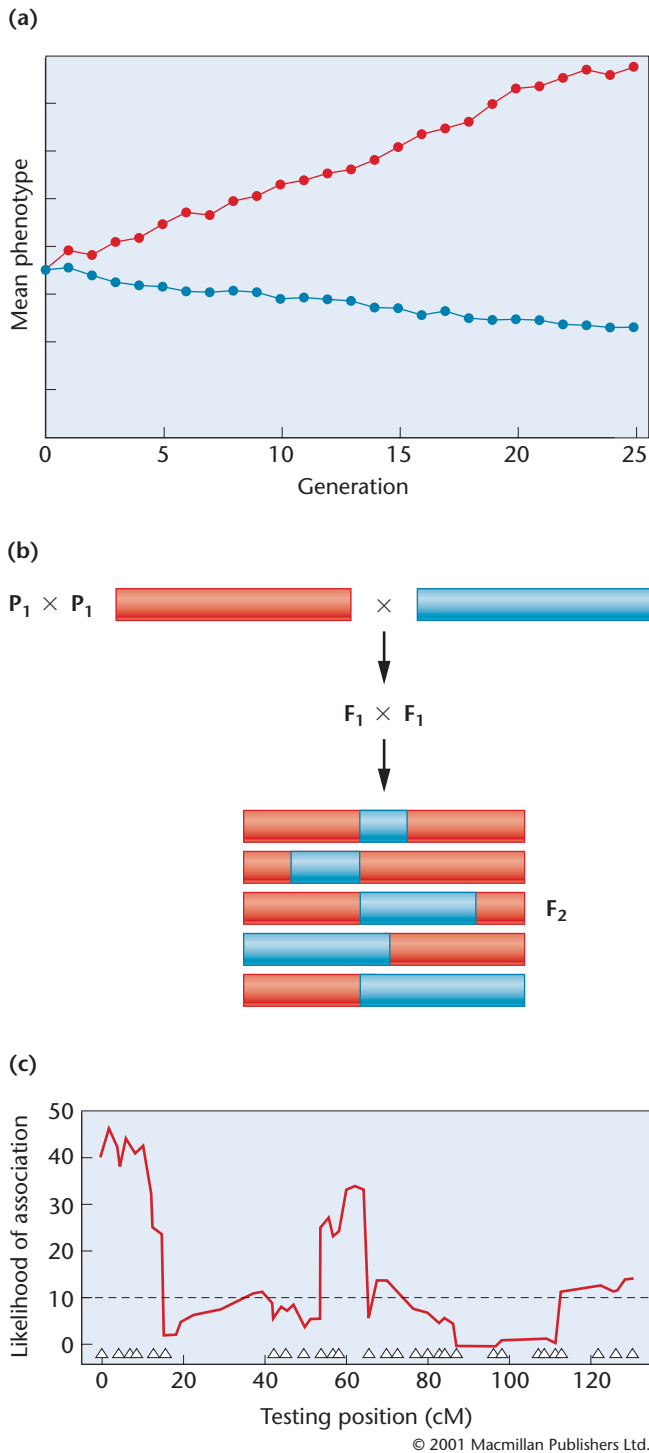 (a)
Mean phenotype
0 5 10 15 20 25
Generation
(b)
P1 × P1 ×
F1 × F1
F2
(c)
Likelihood of association
50
40
30
20
10
0
0 20 40 60 80 100 120
Testing position (cM)
© 2001 Macmillan Publishers Ltd.